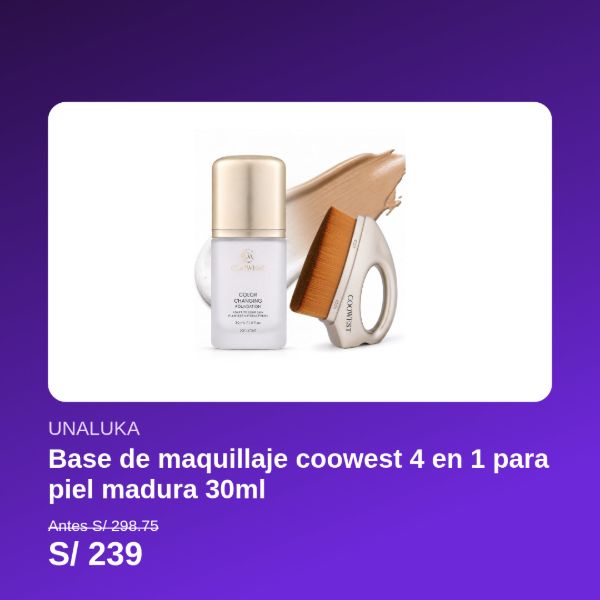 COLOR
CHANGING
FOUNDATION
COOWEST
UNALUKA
Base de maquillaje coowest 4 en 1 para
piel madura 30ml
Antes S/ 298.75
S/ 239